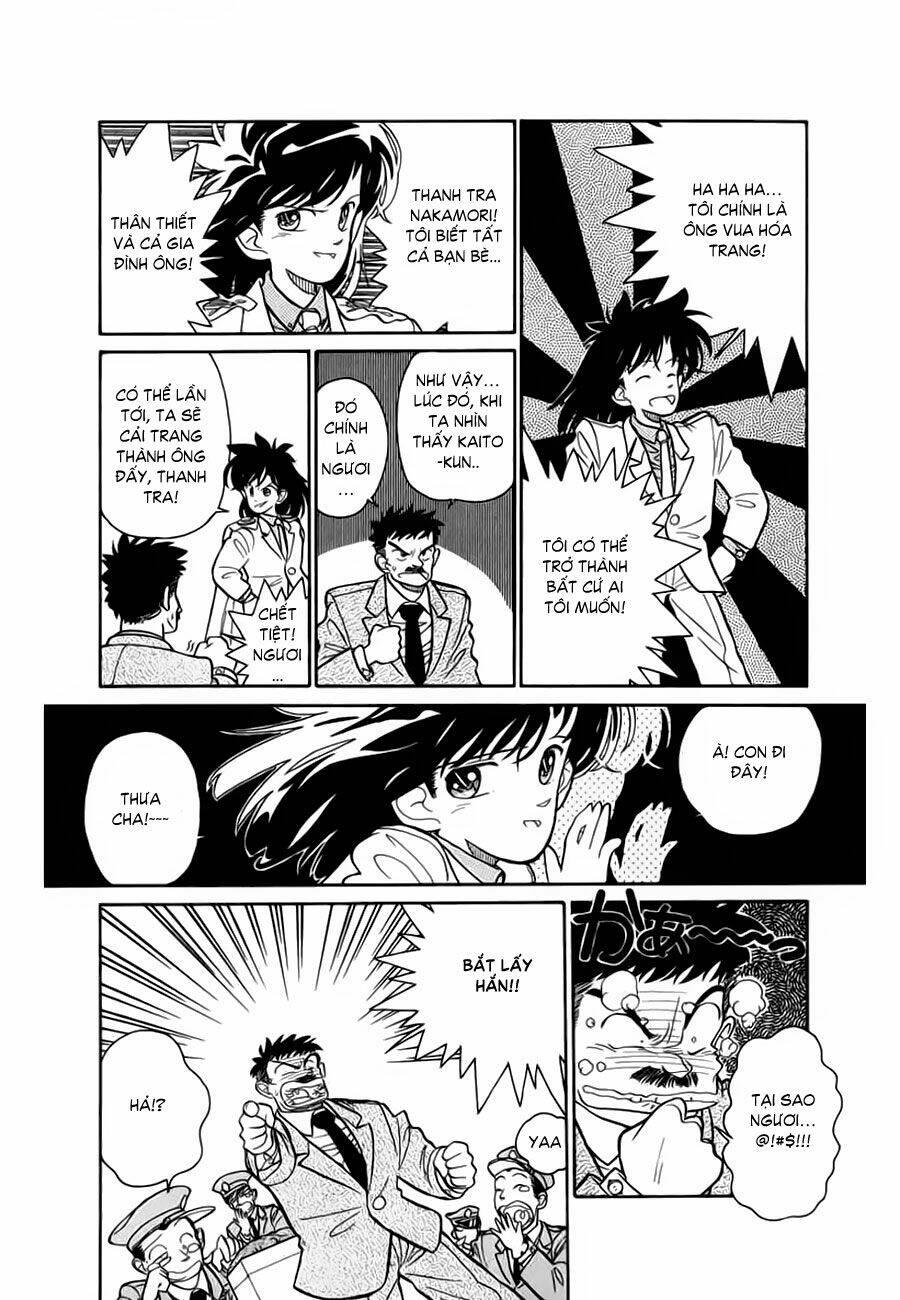 HA HA HA...
TÔI CHÍNH LÀ
ÔNG VUA HÓA
TRANG!
TÔI CÓ THỂ
TRỞ THÀNH
BẤT CỨ AI
TÔI MUỐN!
THANH TRA
NAKAMORI!
TÔI BIẾT TẤT
CẢ BẠN BÈ...
THÂN THIẾT
VÀ CẢ GIA
ĐÌNH ÔNG!
NHƯ VẬY...
LÚC ĐÓ, KHI
TA NHÌN
THẤY KAITO
-KUN..
ĐÓ
CHÍNH
LÀ
NGƯƠI
...
CÓ THỂ LẦN
TỚI, TA SẼ
CẢI TRANG
THÀNH ÔNG
ĐẤY, THANH
TRA!
CHẾT
TIỆT!
NGƯƠI
...
À! CON ĐI
ĐÂY!
THƯA
CHA!~~~
かあ〜〜っ
TẠI SAO
NGƯƠI...
@!#$!!!
BẮT LẤY
HẮN!!
HẢ!?
YAA